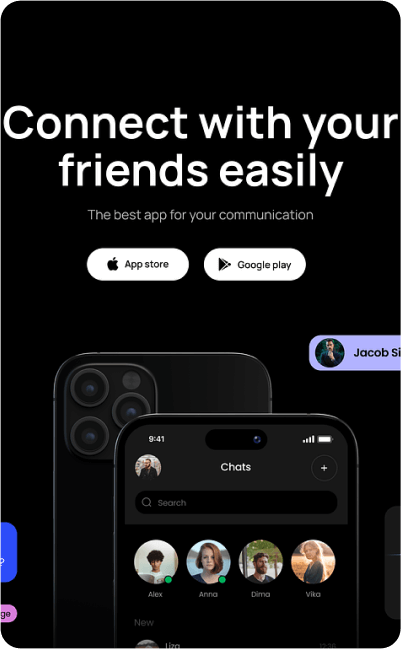 Connect with your
friends easily
The best app for your communication
App store
Google play
Jacob Si
9:41
Chats
+
Search
?
Alex
Anna
Dima
Vika
ge
New
Liza